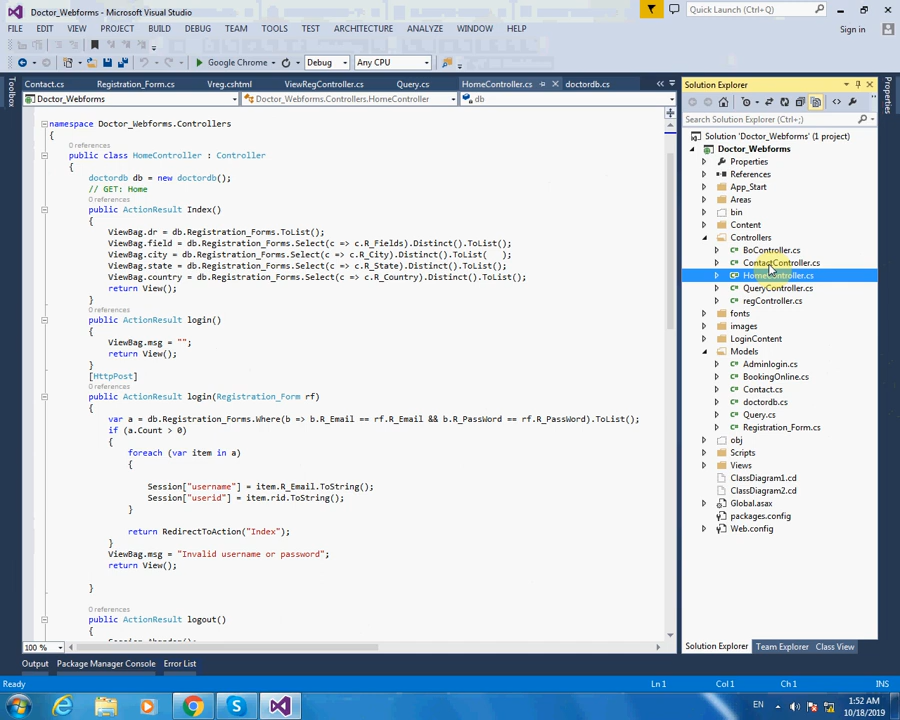 Doctor_Webforms - Microsoft Visual Studio
Quick Launch (Ctrl+Q)
FILE EDIT VIEW PROJECT BUILD DEBUG TEAM TOOLS TEST ARCHITECTURE ANALYZE WINDOW HELP
Sign in
Google Chrome Debug Any CPU
Contact.cs Registration_Form.cs Vreg.cshtml ViewRegController.cs Query.cs HomeController.cs doctordb.cs
Doctor_Webforms Doctor_Webforms.Controllers.HomeController db
Toolbox
namespace Doctor_Webforms.Controllers
{
0 references
public class HomeController : Controller
{
doctordb db = new doctordb();
// GET: Home
0 references
public ActionResult Index()
{
ViewBag.dr = db.Registration_Forms.ToList();
ViewBag.field = db.Registration_Forms.Select(c => c.R_Fields).Distinct().ToList();
ViewBag.city = db.Registration_Forms.Select(c => c.R_City).Distinct().ToList( );
ViewBag.state = db.Registration_Forms.Select(c => c.R_State).Distinct().ToList();
ViewBag.country = db.Registration_Forms.Select(c => c.R_Country).Distinct().ToList();
return View();
}
0 references
public ActionResult login()
{
ViewBag.msg = "";
return View();
}
[HttpPost]
0 references
public ActionResult login(Registration_Form rf)
{
var a = db.Registration_Forms.Where(b => b.R_Email == rf.R_Email && b.R_PassWord == rf.R_PassWord).ToList();
if (a.Count > 0)
{
foreach (var item in a)
{
Session["username"] = item.R_Email.ToString();
Session["userid"] = item.rid.ToString();
}
return RedirectToAction("Index");
}
ViewBag.msg = "Invalid username or password";
return View();
}
0 references
public ActionResult logout()
{
100 %
Solution Explorer
Search Solution Explorer (Ctrl+;)
Solution 'Doctor_Webforms' (1 project)
Doctor_Webforms
Properties
References
App_Start
Areas
bin
Content
Controllers
BoController.cs
ContactController.cs
HomeController.cs
QueryController.cs
regController.cs
fonts
images
LoginContent
Models
Adminlogin.cs
BookingOnline.cs
Contact.cs
doctordb.cs
Query.cs
Registration_Form.cs
obj
Scripts
Views
ClassDiagram1.cd
ClassDiagram2.cd
Global.asax
packages.config
Web.config
Solution Explorer Team Explorer Class View
Properties
Output Package Manager Console Error List
Ready Ln 1 Col 1 Ch 1 INS
EN 1:52 AM
10/18/2019